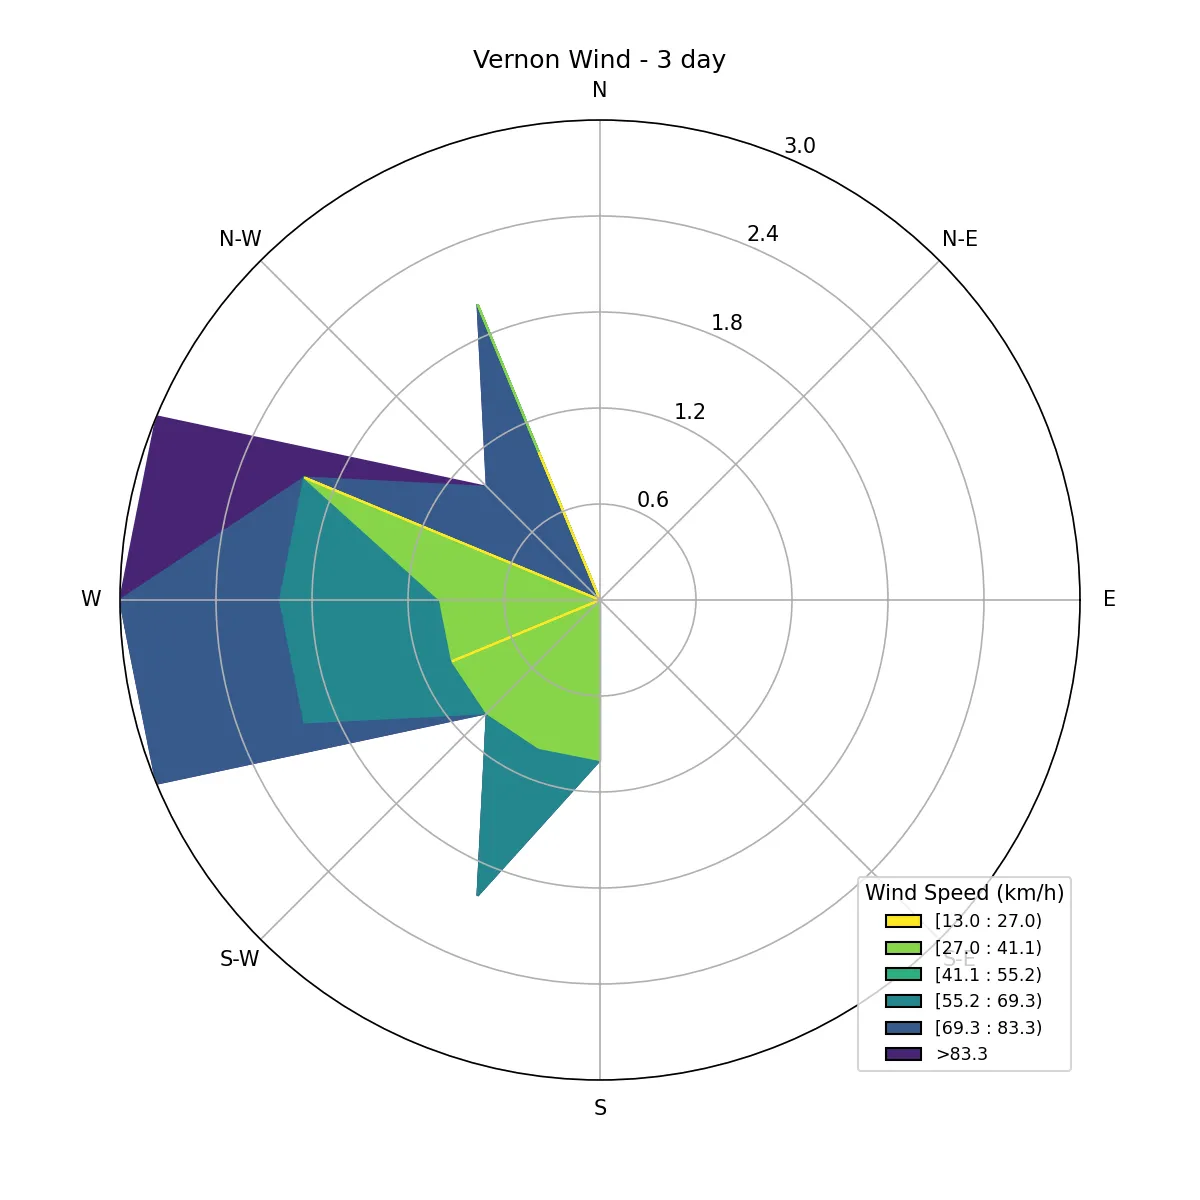 Vernon Wind - 3 day
N
3.0
N-W
2.4
N-E
1.8
1.2
0.6
W
E
S-W
S-E
S
Wind Speed (km/h)
[13.0 : 27.0)
[27.0 : 41.1)
[41.1 : 55.2)
[55.2 : 69.3)
[69.3 : 83.3)
>83.3